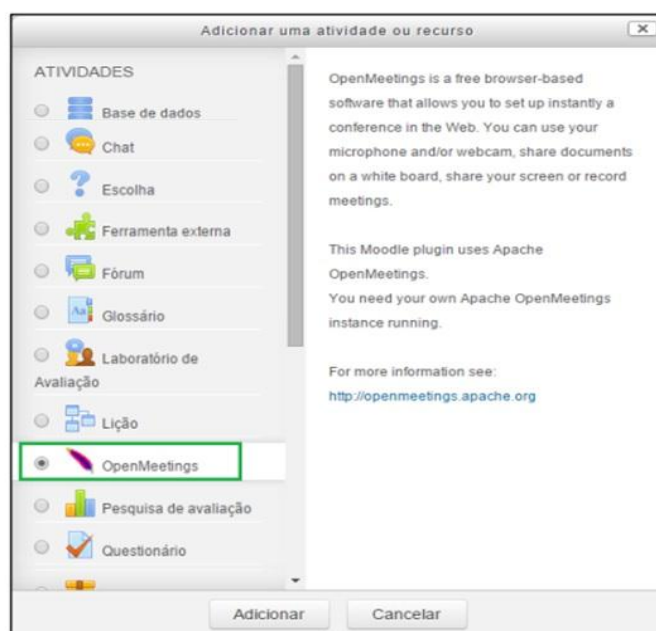 Adicionar uma atividade ou recurso
ATIVIDADES
Base de dados
Chat
Escolha
Ferramenta externa
Fórum
Glossário
Laboratório de
Avaliação
Lição
OpenMeetings
Pesquisa de avaliação
Questionário
OpenMeetings is a free browser-based
software that allows you to set up instantly a
conference in the Web. You can use your
microphone and/or webcam, share documents
on a white board, share your screen or record
meetings.
This Moodle plugin uses Apache
OpenMeetings.
You need your own Apache OpenMeetings
instance running.
For more information see:
http://openmeetings.apache.org
Adicionar
Cancelar